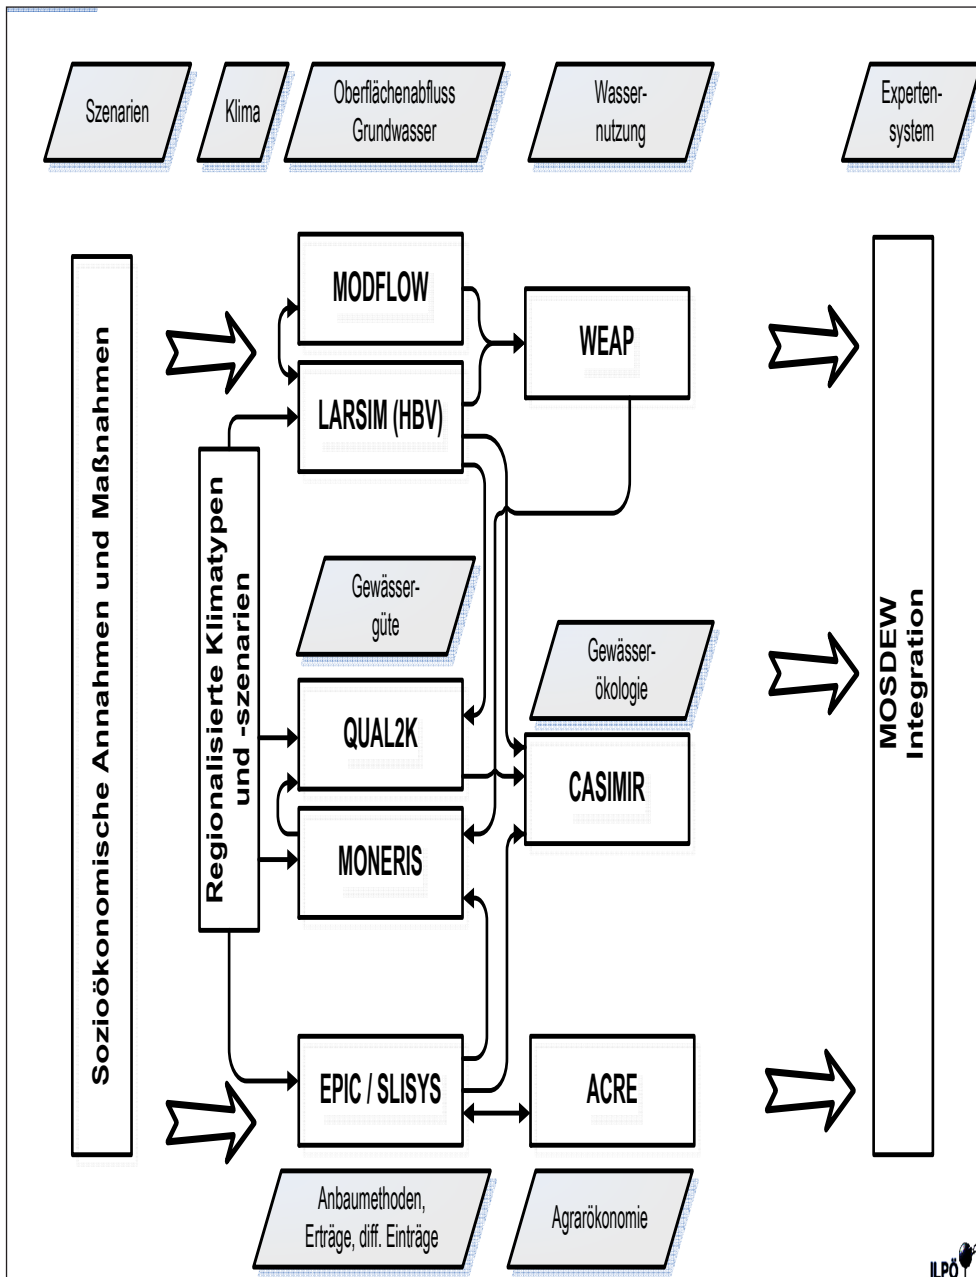 Szenarien
Klima
Oberflächenabfluss
Grundwasser
Wasser-
nutzung
Experten-
system
Sozioökonomische Annahmen und Maßnahmen
Regionalisierte Klimatypen
und -szenarien
MODFLOW
LARSIM (HBV)
WEAP
Gewässer-
güte
Gewässer-
ökologie
QUAL2K
MONERIS
CASIMIR
EPIC / SLISYS
ACRE
Anbaumethoden,
Erträge, diff. Einträge
Agrarökonomie
MOSDEW
Integration
ILPÖ